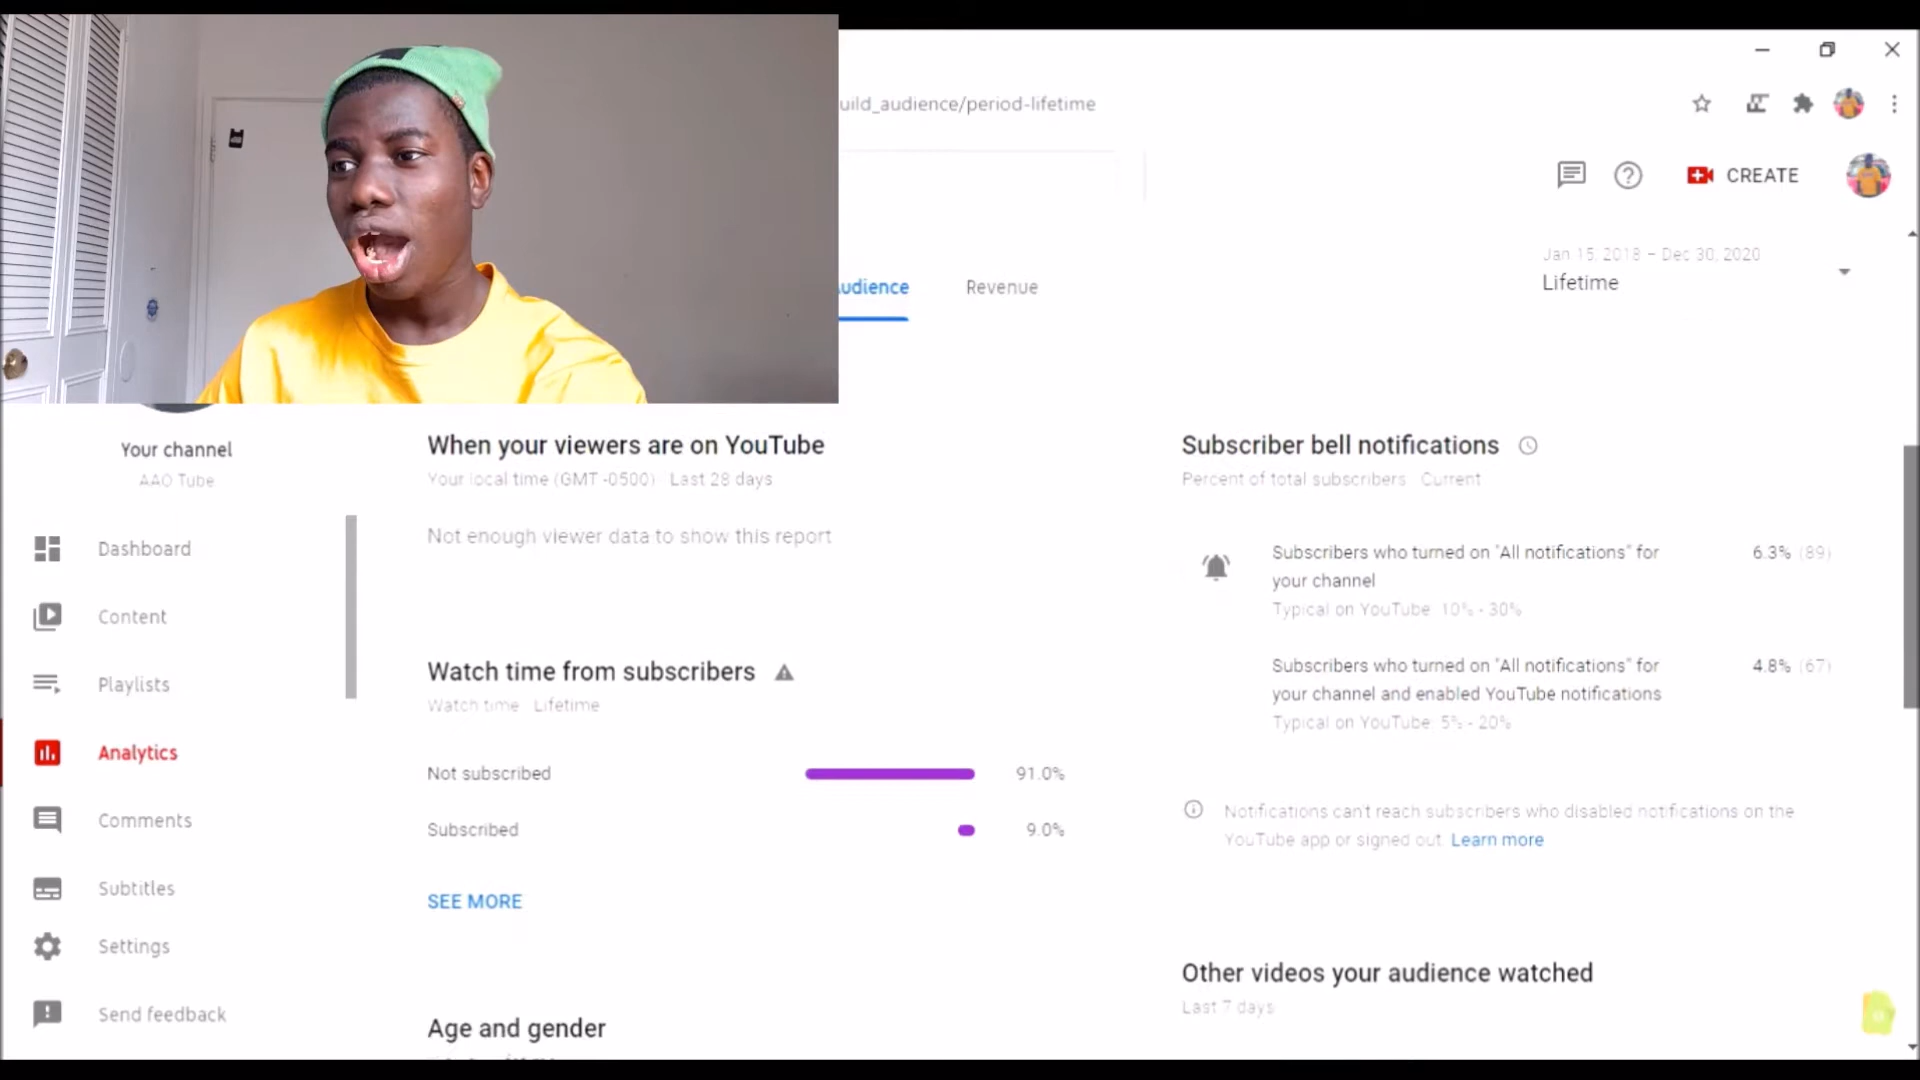 uild_audience/period-lifetime
CREATE
Jan 15, 2018 – Dec 30, 2020
Lifetime
udience
Revenue
Your channel
AAO Tube
Dashboard
Content
Playlists
Analytics
Comments
Subtitles
Settings
Send feedback
When your viewers are on YouTube
Your local time (GMT -0500) · Last 28 days
Not enough viewer data to show this report
Watch time from subscribers
Watch time · Lifetime
Not subscribed 91.0%
Subscribed 9.0%
SEE MORE
Age and gender
Subscriber bell notifications
Percent of total subscribers · Current
Subscribers who turned on "All notifications" for 6.3% (89)
your channel
Typical on YouTube: 10% - 30%
Subscribers who turned on "All notifications" for 4.8% (67)
your channel and enabled YouTube notifications
Typical on YouTube: 5% - 20%
Notifications can't reach subscribers who disabled notifications on the
YouTube app or signed out. Learn more
Other videos your audience watched
Last 7 days